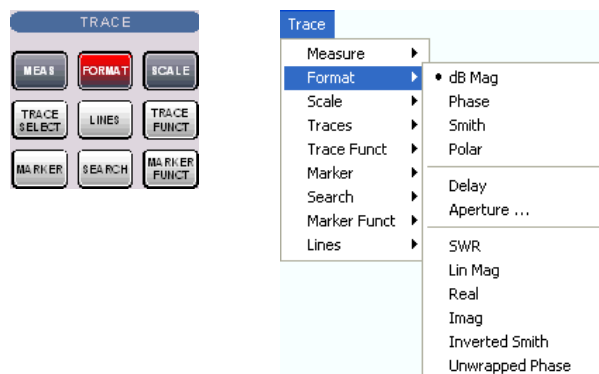 TRACE
MEAS FORMAT SCALE
TRACE SELECT LINES TRACE FUNCT
MARKER SEARCH MARKER FUNCT
Trace
Measure
Format
Scale
Traces
Trace Funct
Marker
Search
Marker Funct
Lines
dB Mag
Phase
Smith
Polar
Delay
Aperture ...
SWR
Lin Mag
Real
Imag
Inverted Smith
Unwrapped Phase